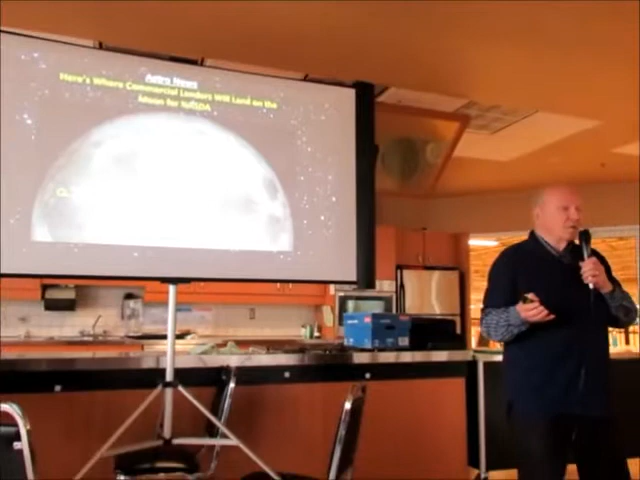 Astro News
Here's Where Commercial Landers Will Land on the
Moon for NASA